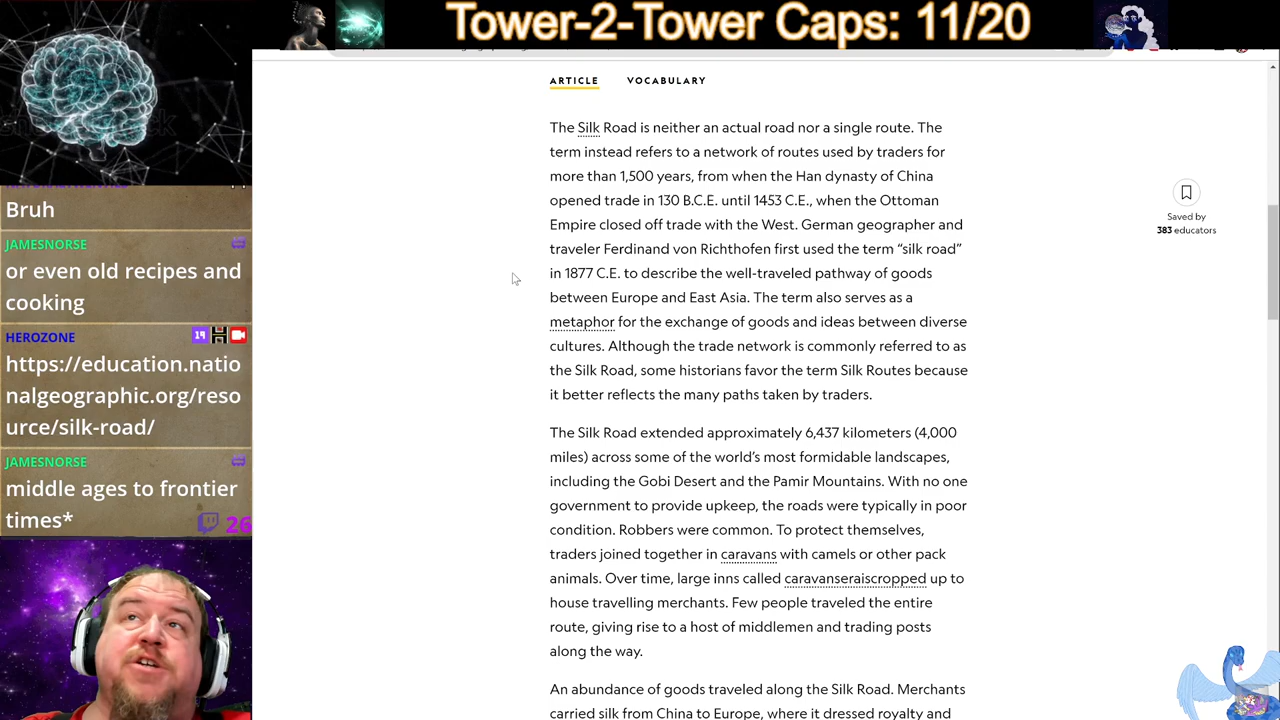 Tower-2-Tower Caps: 11/20
Bruh
JAMESNORSE
or even old recipes and
cooking
HEROZONE
19
https://education.natio
nalgeographic.org/reso
urce/silk-road/
JAMESNORSE
middle ages to frontier
times*
26
ARTICLE
VOCABULARY
The Silk Road is neither an actual road nor a single route. The
term instead refers to a network of routes used by traders for
more than 1,500 years, from when the Han dynasty of China
opened trade in 130 B.C.E. until 1453 C.E., when the Ottoman
Empire closed off trade with the West. German geographer and
traveler Ferdinand von Richthofen first used the term “silk road”
in 1877 C.E. to describe the well-traveled pathway of goods
between Europe and East Asia. The term also serves as a
metaphor for the exchange of goods and ideas between diverse
cultures. Although the trade network is commonly referred to as
the Silk Road, some historians favor the term Silk Routes because
it better reflects the many paths taken by traders.
The Silk Road extended approximately 6,437 kilometers (4,000
miles) across some of the world’s most formidable landscapes,
including the Gobi Desert and the Pamir Mountains. With no one
government to provide upkeep, the roads were typically in poor
condition. Robbers were common. To protect themselves,
traders joined together in caravans with camels or other pack
animals. Over time, large inns called caravanseraiscropped up to
house travelling merchants. Few people traveled the entire
route, giving rise to a host of middlemen and trading posts
along the way.
An abundance of goods traveled along the Silk Road. Merchants
carried silk from China to Europe, where it dressed royalty and
Saved by
383 educators